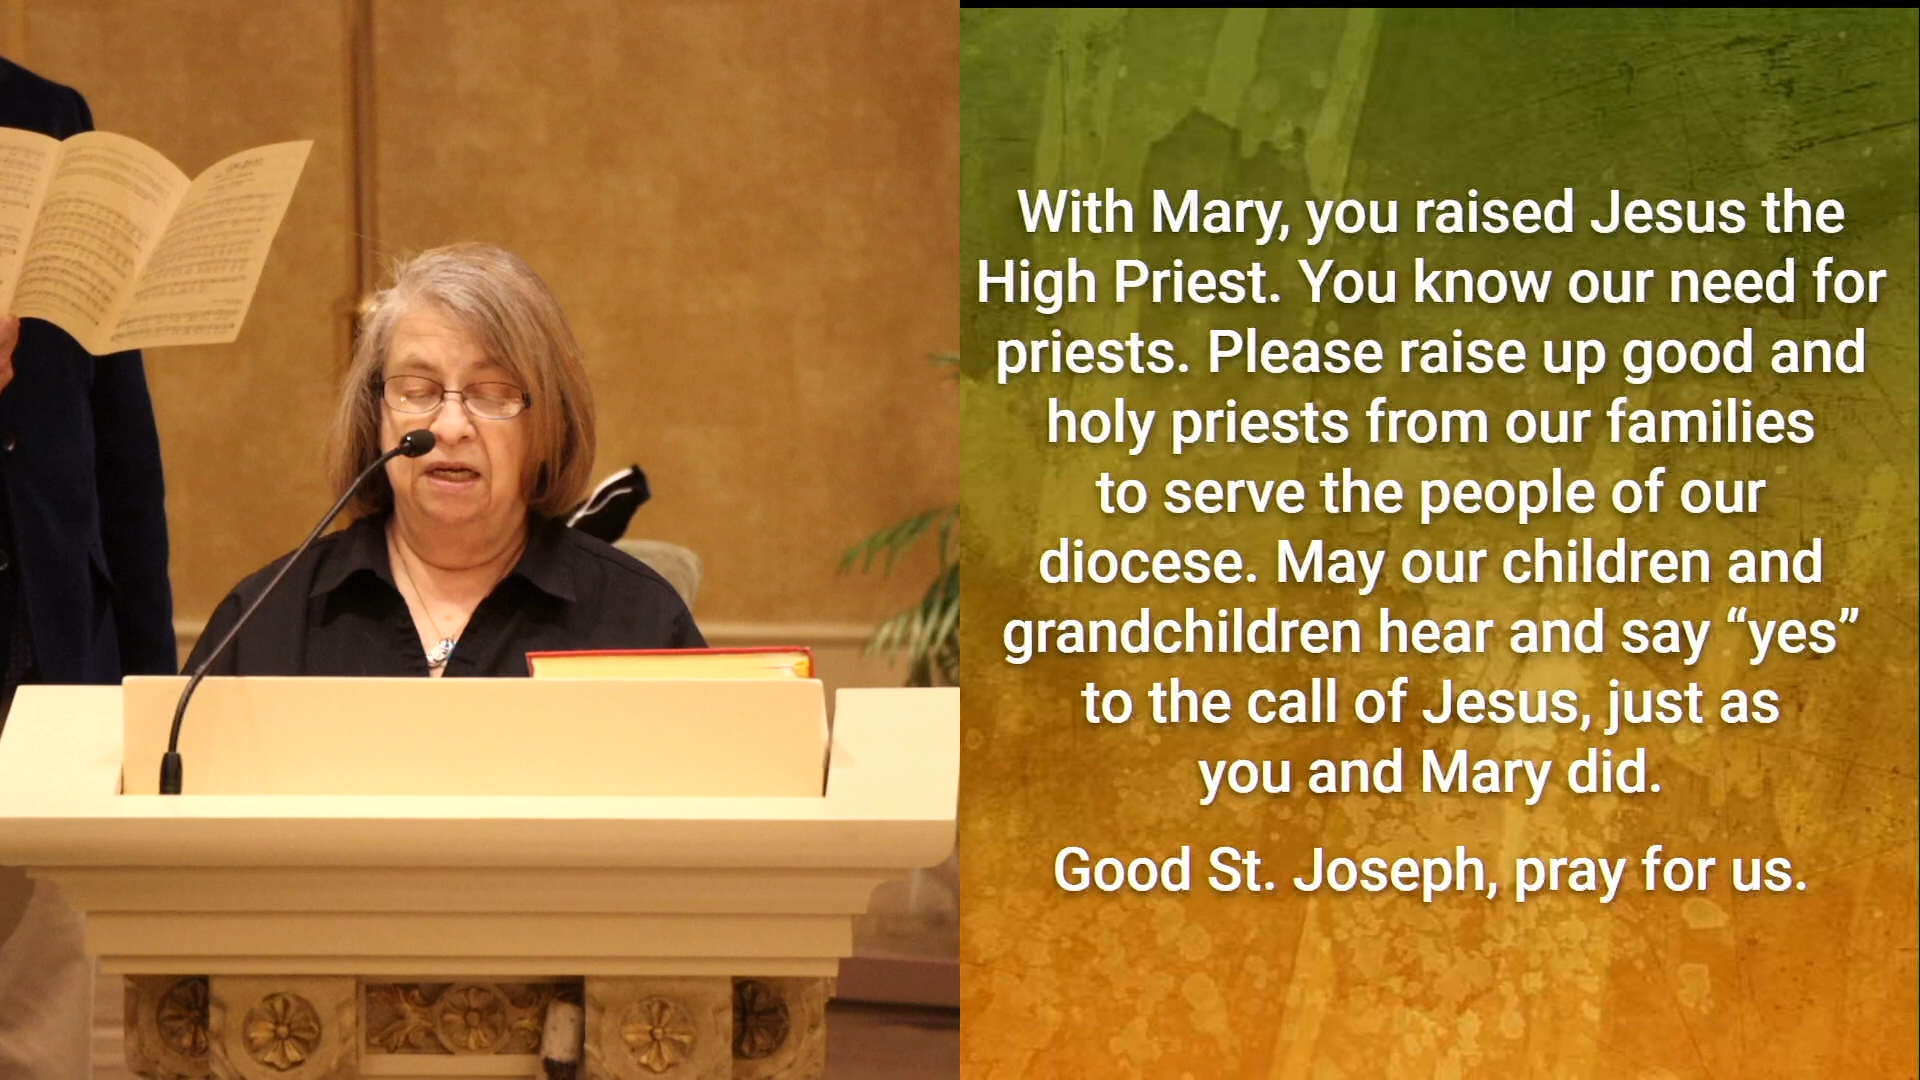 With Mary, you raised Jesus the
High Priest. You know our need for
priests. Please raise up good and
holy priests from our families
to serve the people of our
diocese. May our children and
grandchildren hear and say “yes”
to the call of Jesus, just as
you and Mary did.
Good St. Joseph, pray for us.